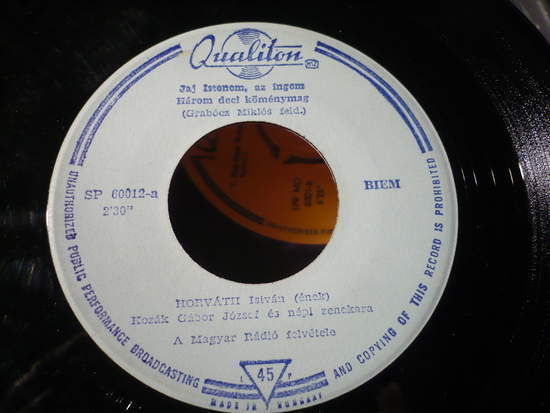 Qualiton
Jaj Istenem, az ingem
Három deci köménymag
(Grabócz Miklós feld.)
SP 60012-a
2'30"
BIEM
HORVÁTH István (ének)
Kozák Gábor József és népi zenekara
A Magyar Rádió felvétele
45
MADE IN HUNGARY
UNAUTHORIZED PUBLIC PERFORMANCE BROADCASTING
AND COPYING OF THIS RECORD IS PROHIBITED